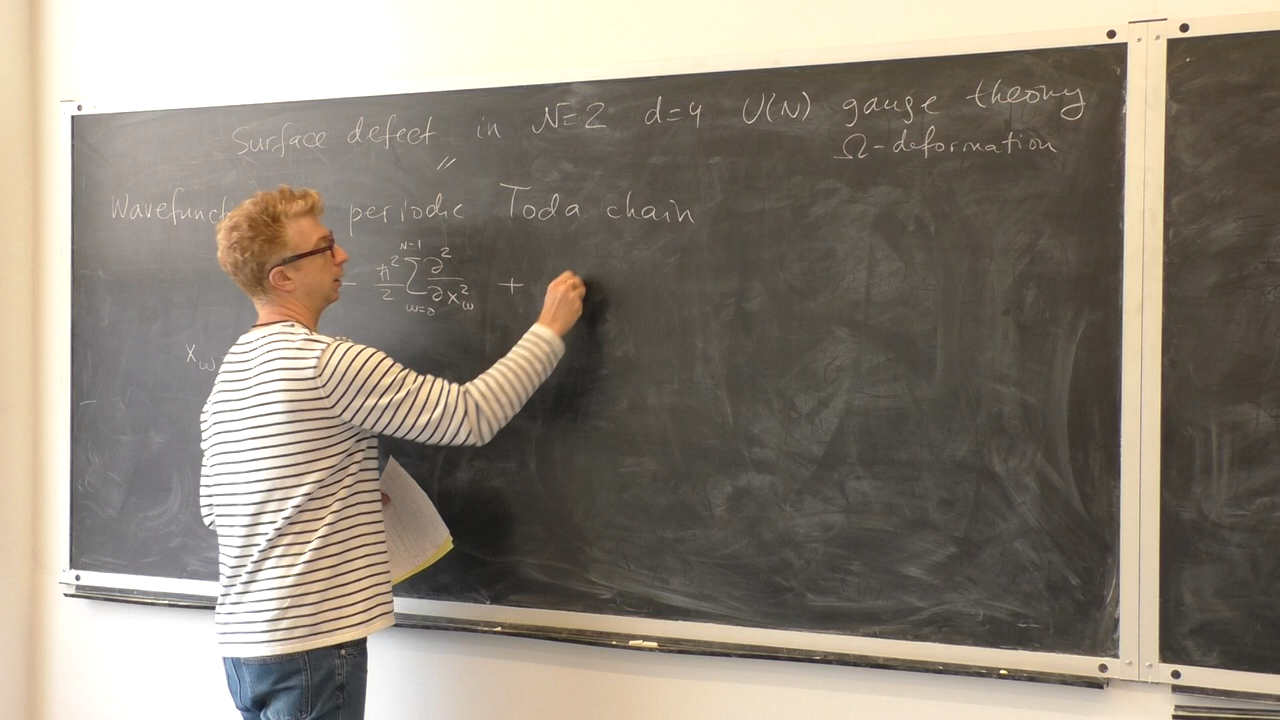 Surface defect in N=2 d=4 U(N) gauge theory
Ω-deformation
"
periodic Toda chain
- ħ²/2 ∑_{ω=0}^{N-1} ∂²/∂x_ω² +
x_ω